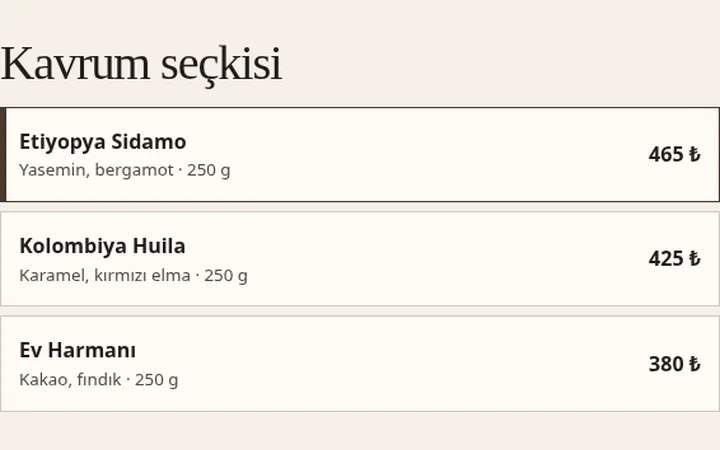 Kavrum seçkisi
Etiyopya Sidamo
Yasemin, bergamot · 250 g
465 ₺
Kolombiya Huila
Karamel, kırmızı elma · 250 g
425 ₺
Ev Harmanı
Kakao, fındık · 250 g
380 ₺